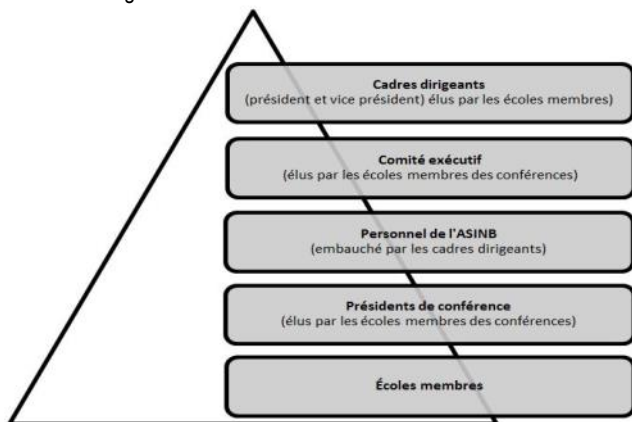 Cadres dirigeants
(président et vice président) élus par les écoles membres)
Comité exécutif
(élus par les écoles membres des conférences)
Personnel de l'ASINB
(embauché par les cadres dirigeants)
Présidents de conférence
(élus par les écoles membres des conférences)
Écoles membres